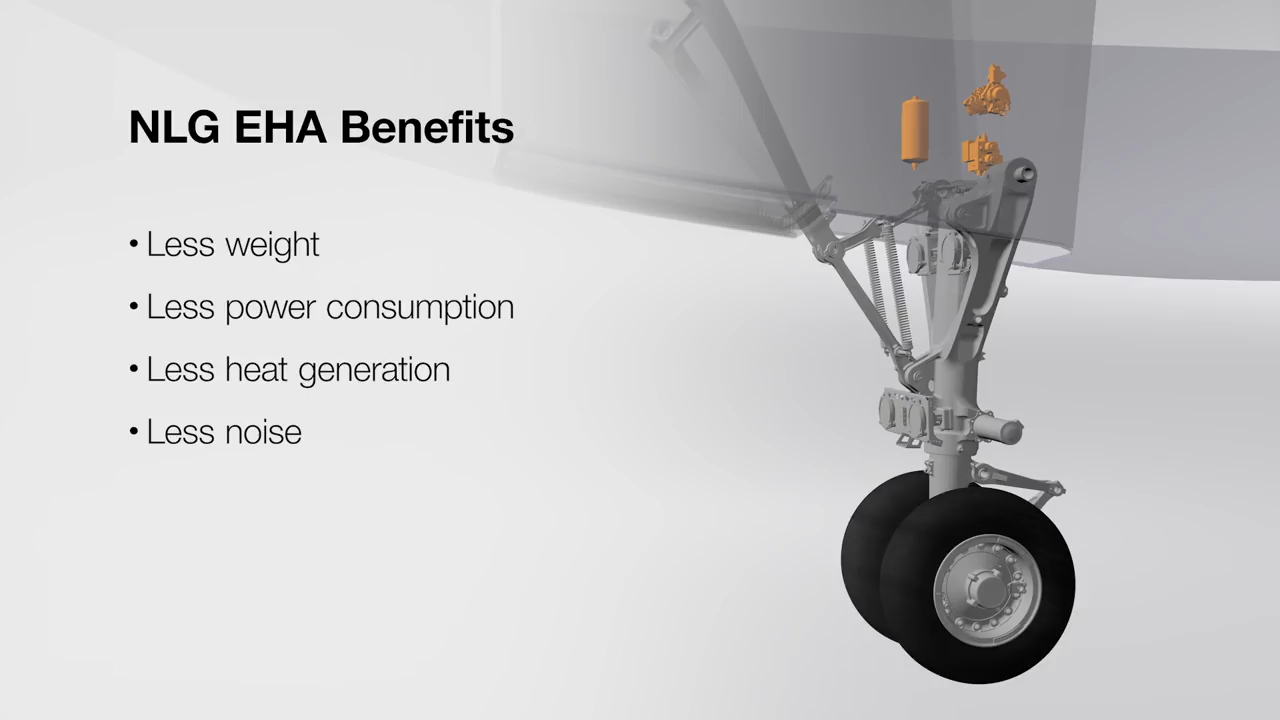 NLG EHA Benefits
• Less weight
• Less power consumption
• Less heat generation
• Less noise